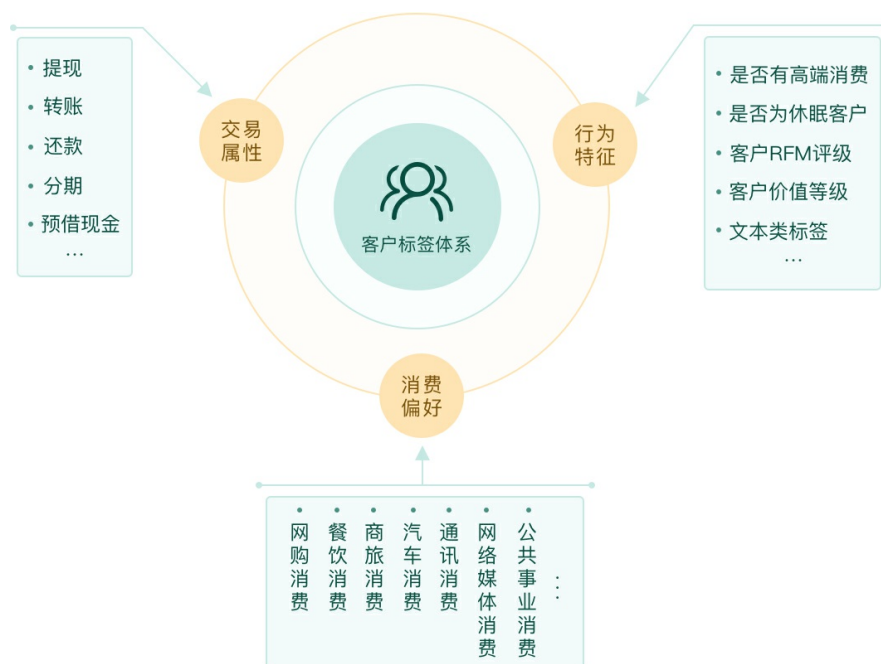 • 提现
• 转账
• 还款
• 分期
• 预借现金
…
交易
属性
客户标签体系
行为
特征
• 是否有高端消费
• 是否为休眠客户
• 客户RFM评级
• 客户价值等级
• 文本类标签
…
消费
偏好
• 网购消费
• 餐饮消费
• 商旅消费
• 汽车消费
• 通讯消费
• 网络媒体消费
• 公共事业消费
…